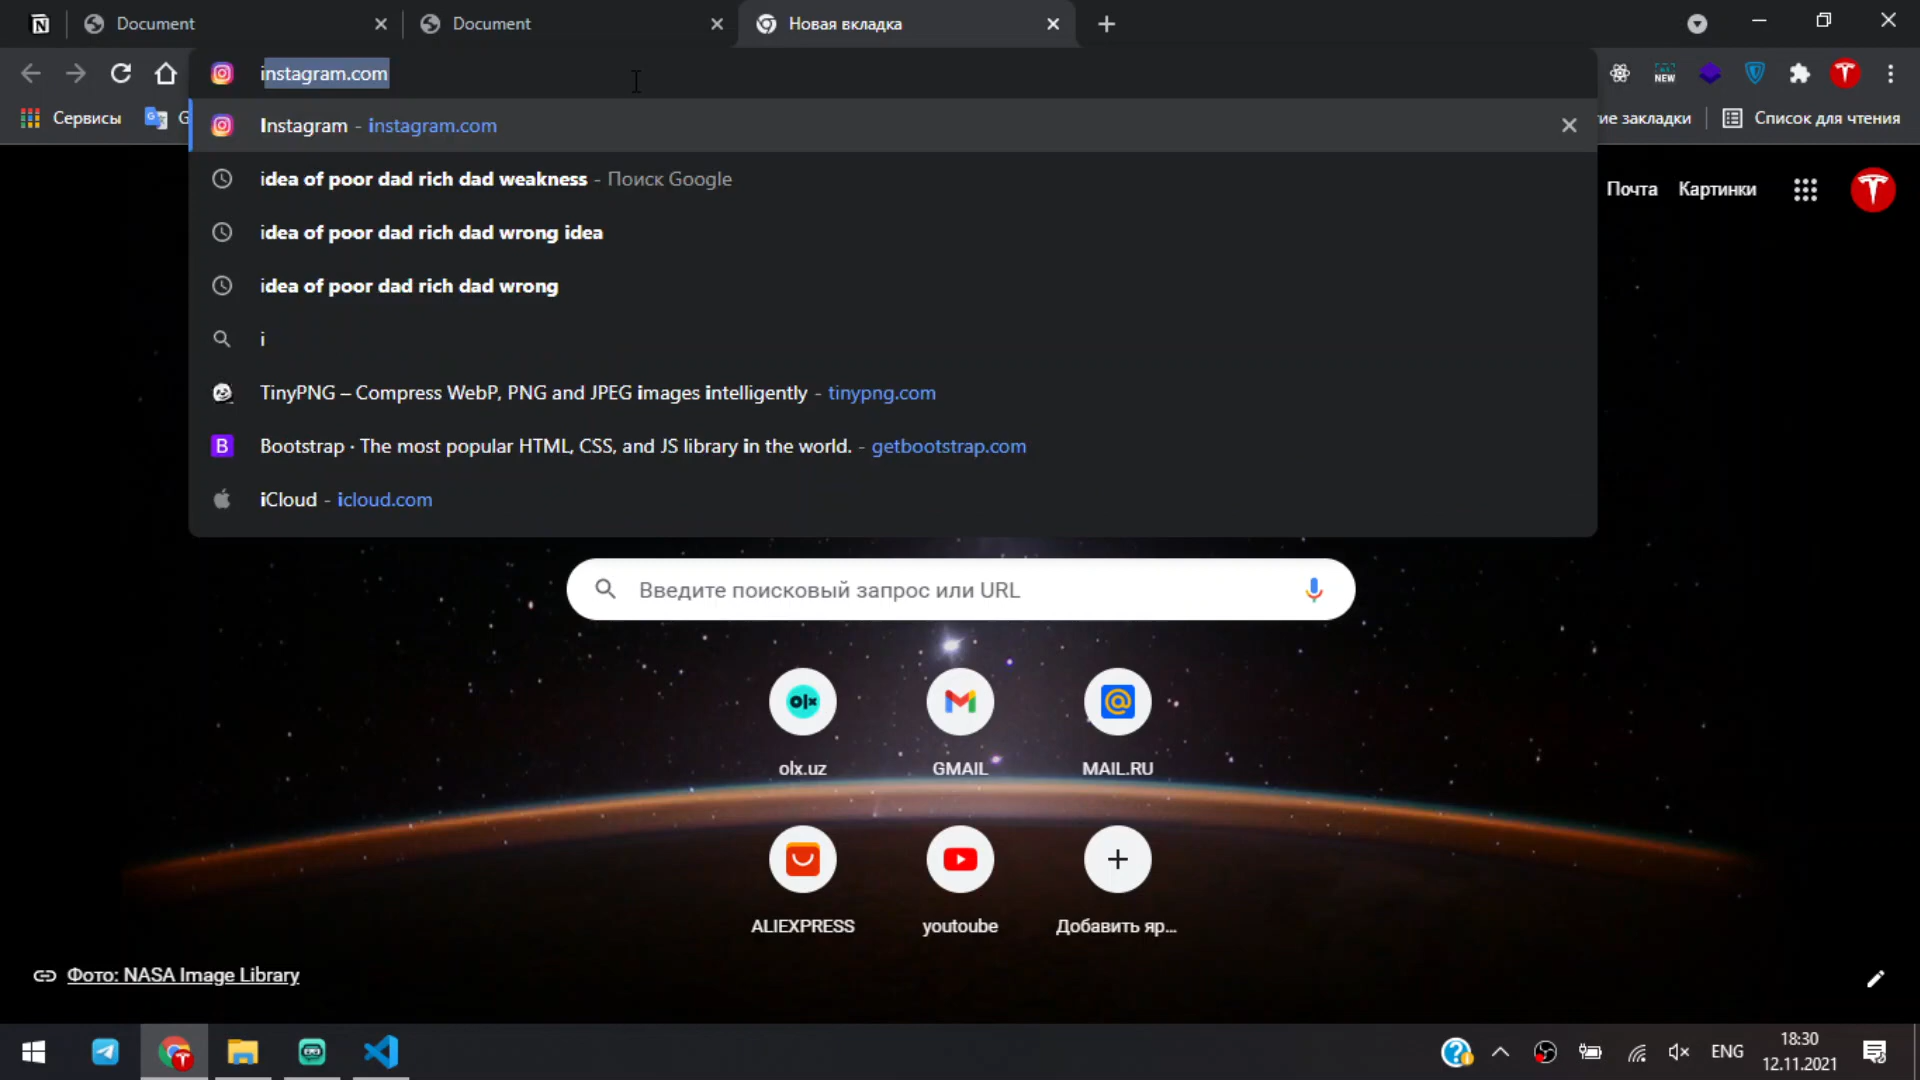 Document
Document
Новая вкладка
instagram.com
Сервисы
G
NEW
ие закладки
Список для чтения
Instagram - instagram.com
idea of poor dad rich dad weakness - Поиск Google
idea of poor dad rich dad wrong idea
idea of poor dad rich dad wrong
i
TinyPNG – Compress WebP, PNG and JPEG images intelligently - tinypng.com
B
Bootstrap · The most popular HTML, CSS, and JS library in the world. - getbootstrap.com
iCloud - icloud.com
Почта
Картинки
Введите поисковый запрос или URL
olx
olx.uz
GMAIL
MAIL.RU
ALIEXPRESS
youtoube
Добавить яр...
Фото: NASA Image Library
ENG
18:30
12.11.2021